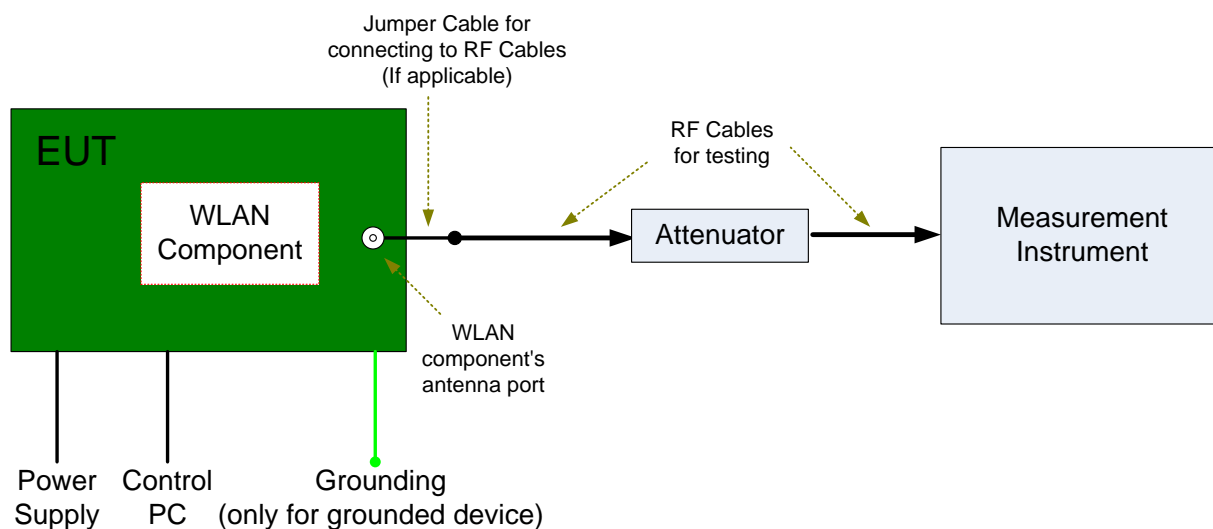 Jumper Cable for
connecting to RF Cables
(If applicable)
EUT
WLAN
Component
RF Cables
for testing
Attenuator
Measurement
Instrument
WLAN
component's
antenna port
Power
Supply
Control
PC
Grounding
(only for grounded device)